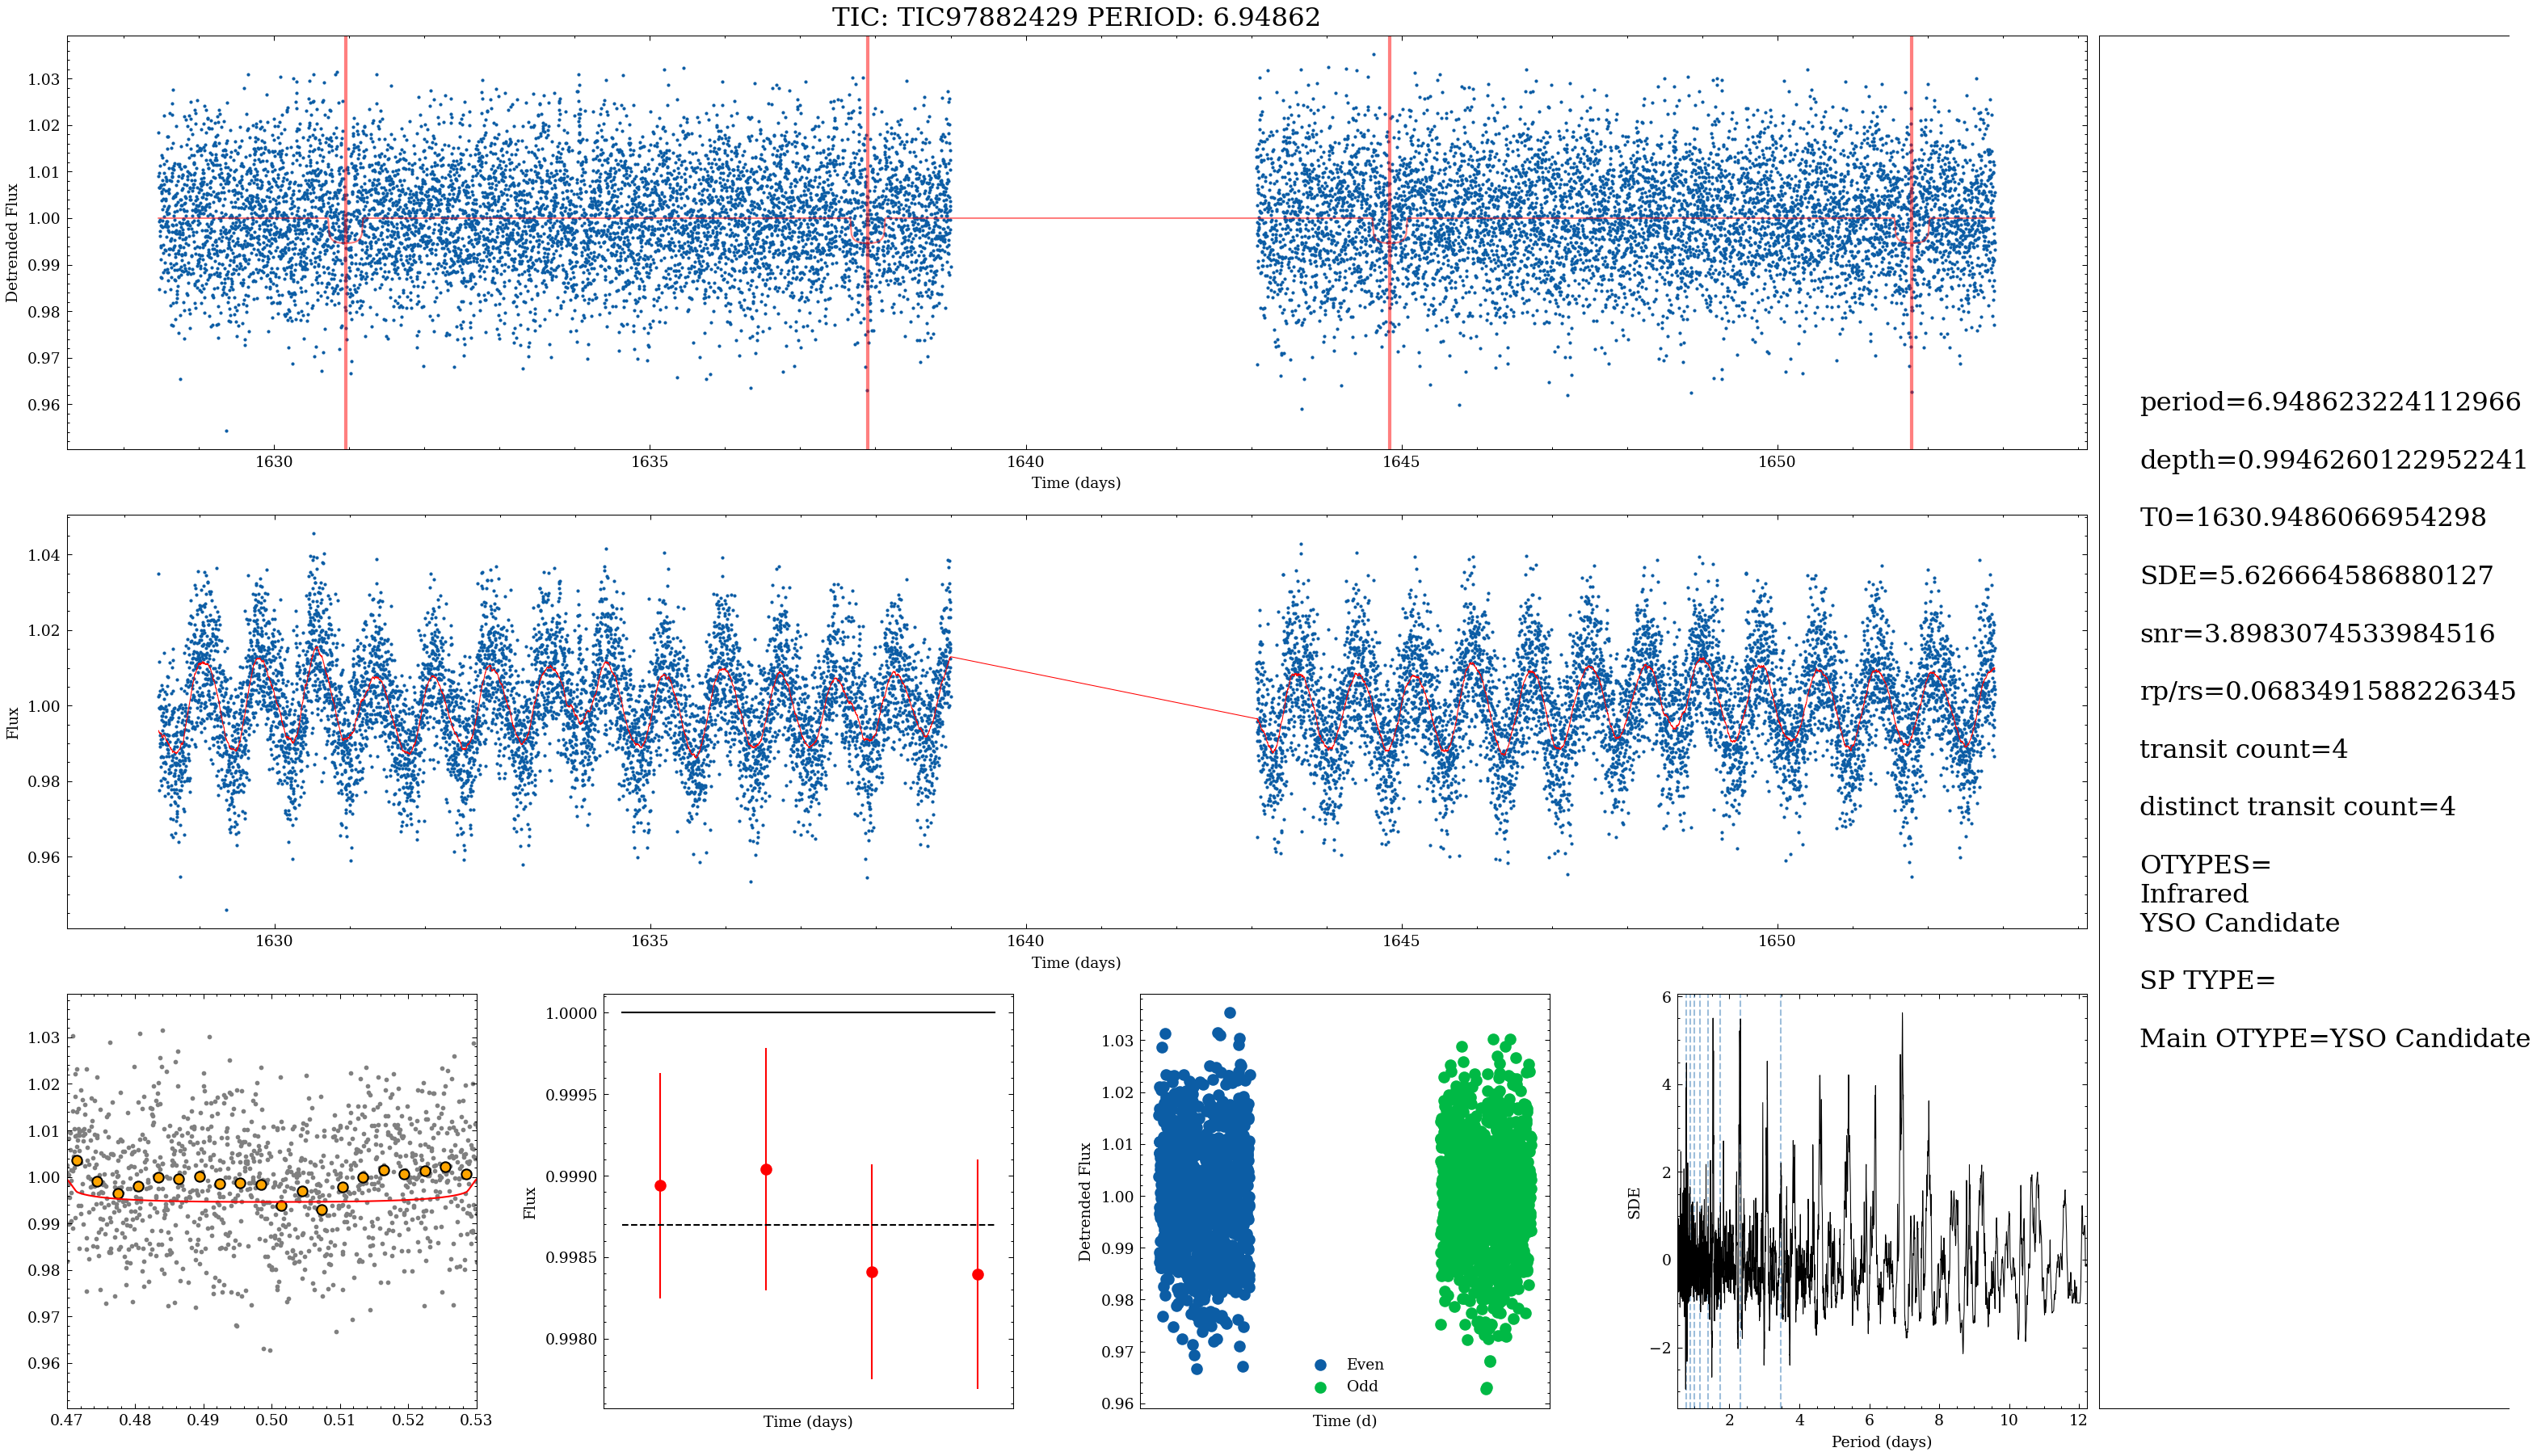 TIC: TIC97882429 PERIOD: 6.94862
1.03
1.02
1.01
1.00
0.99
0.98
0.97
0.96
Detrended Flux
1630
1635
1640
1645
1650
Time (days)
1.04
1.02
1.00
0.98
0.96
Flux
1630
1635
1640
1645
1650
Time (days)
period=6.948623224112966
depth=0.9946260122952241
T0=1630.9486066954298
SDE=5.626664586880127
snr=3.8983074533984516
rp/rs=0.0683491588226345
transit count=4
distinct transit count=4
OTYPES=
Infrared
YSO Candidate
SP TYPE=
Main OTYPE=YSO Candidate
1.03
1.02
1.01
1.00
0.99
0.98
0.97
0.96
0.47
0.48
0.49
0.50
0.51
0.52
0.53
1.0000
0.9995
0.9990
0.9985
0.9980
Flux
Time (days)
1.03
1.02
1.01
1.00
0.99
0.98
0.97
0.96
Detrended Flux
Even
Odd
Time (d)
6
4
2
0
−2
SDE
2
4
6
8
10
12
Period (days)